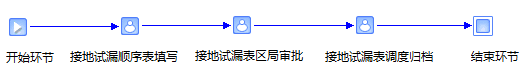 开始环节
接地试漏顺序表填写
接地试漏表区局审批
接地试漏表调度归档
结束环节